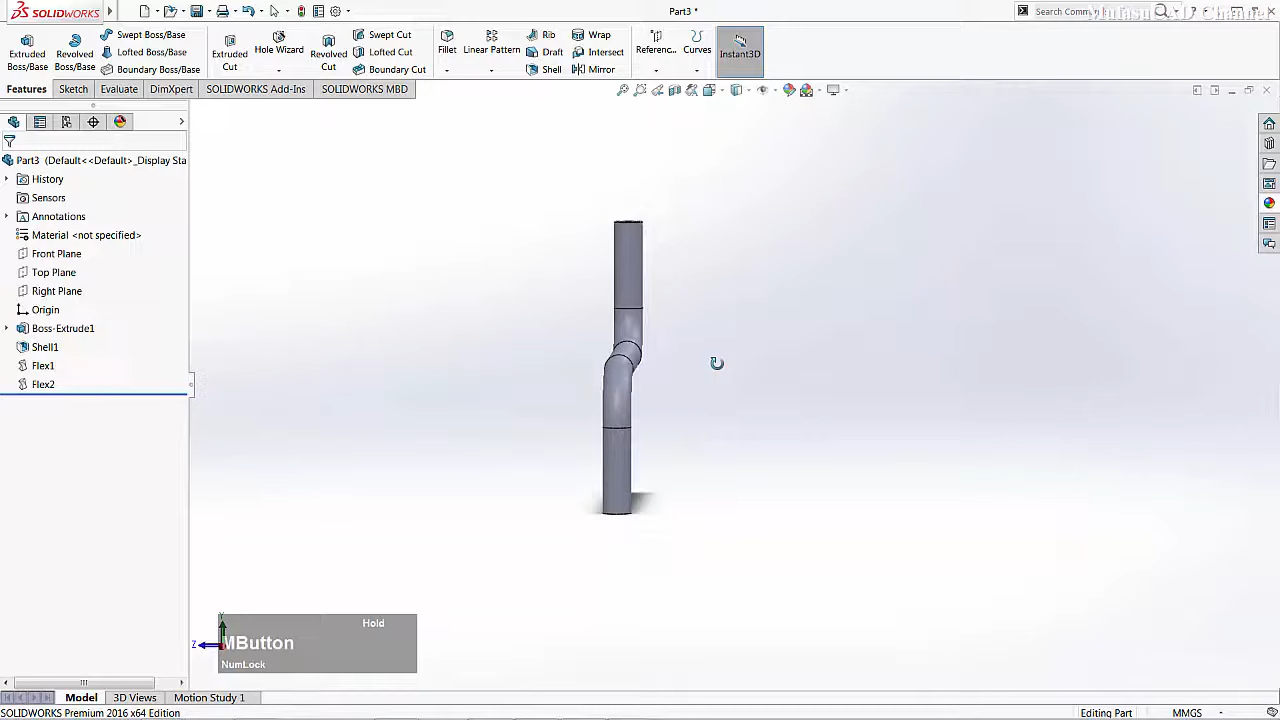 SOLIDWORKS
Part3 *
Search Comm
Mufasu CAD Channel
Extruded Boss/Base
Revolved Boss/Base
Swept Boss/Base
Lofted Boss/Base
Boundary Boss/Base
Extruded Cut
Hole Wizard
Revolved Cut
Swept Cut
Lofted Cut
Boundary Cut
Fillet
Linear Pattern
Rib
Draft
Shell
Wrap
Intersect
Mirror
Referenc...
Curves
Instant3D
Features
Sketch
Evaluate
DimXpert
SOLIDWORKS Add-Ins
SOLIDWORKS MBD
Part3 (Default<<Default>_Display Sta
History
Sensors
Annotations
Material <not specified>
Front Plane
Top Plane
Right Plane
Origin
Boss-Extrude1
Shell1
Flex1
Flex2
Hold
MButton
NumLock
Y
Z
Model
3D Views
Motion Study 1
SOLIDWORKS Premium 2016 x64 Edition
Editing Part
MMGS